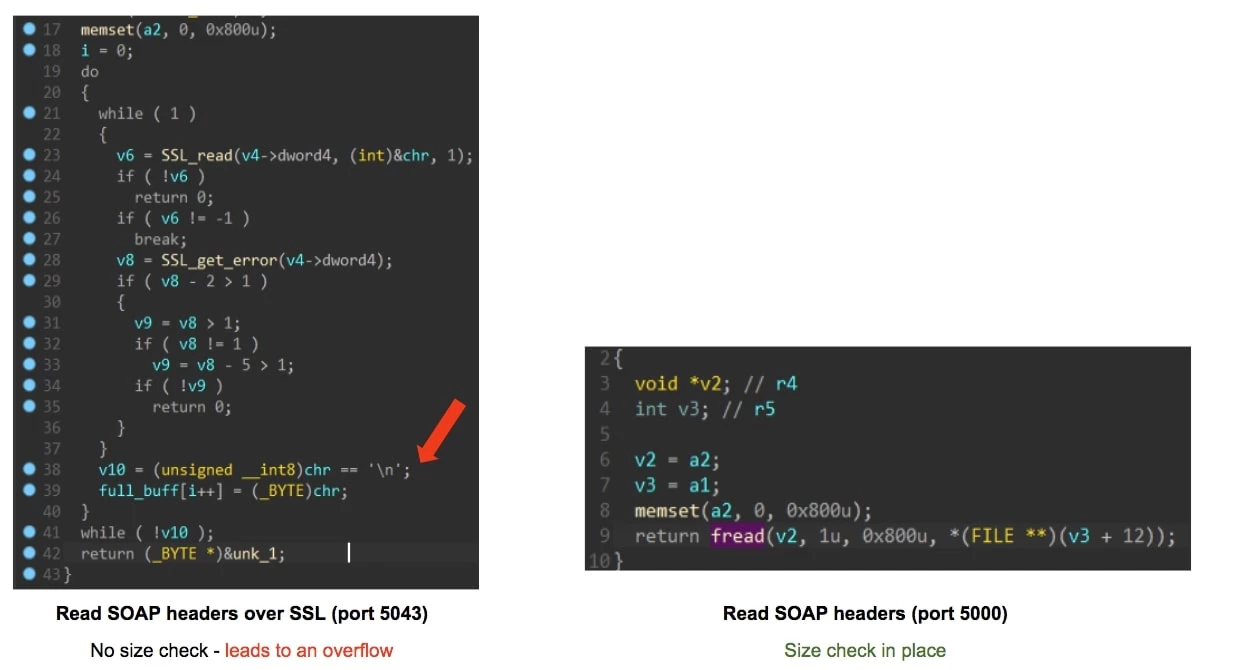 17 memset(a2, 0, 0x800u);
18 i = 0;
19 do
20 {
21 while ( 1 )
22 {
23 v6 = SSL_read(v4->dword4, (int)&chr, 1);
24 if ( !v6 )
25 return 0;
26 if ( v6 != -1 )
27 break;
28 v8 = SSL_get_error(v4->dword4);
29 if ( v8 - 2 > 1 )
30 {
31 v9 = v8 > 1;
32 if ( v8 != 1 )
33 v9 = v8 - 5 > 1;
34 if ( !v9 )
35 return 0;
36 }
37 }
38 v10 = (unsigned __int8)chr == '\n';
39 full_buff[i++] = (_BYTE)chr;
40 }
41 while ( !v10 );
42 return (_BYTE *)&unk_1;
43 }
Read SOAP headers over SSL (port 5043)
No size check - leads to an overflow
2 {
3 void *v2; // r4
4 int v3; // r5
5
6 v2 = a2;
7 v3 = a1;
8 memset(a2, 0, 0x800u);
9 return fread(v2, 1u, 0x800u, *(FILE **)(v3 + 12));
10 }
Read SOAP headers (port 5000)
Size check in place